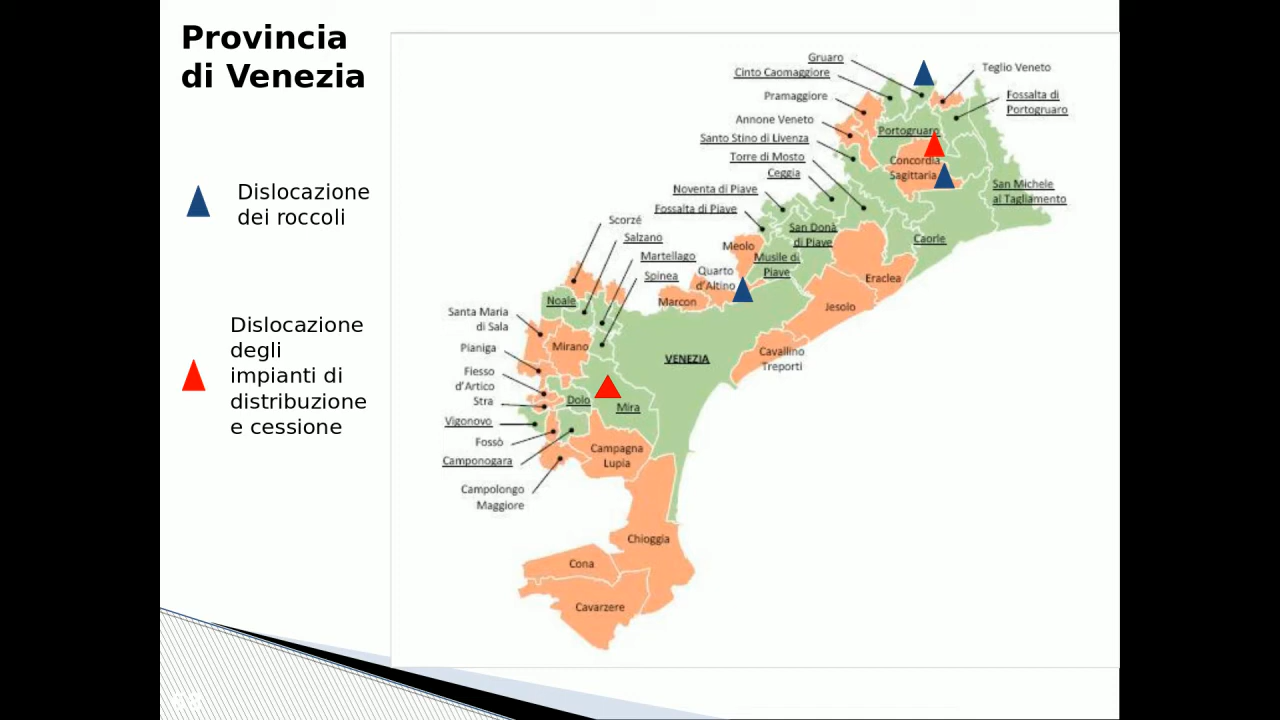 Provincia
di Venezia
Dislocazione
dei roccoli
Dislocazione
degli
impianti di
distribuzione
e cessione
Gruaro
Cinto Caomaggiore
Pramaggiore
Annone Veneto
Santo Stino di Livenza
Torre di Mosto
Ceggia
Noventa di Piave
Fossalta di Piave
Teglio Veneto
Fossalta di
Portogruaro
Portogruaro
Concordia
Sagittaria
San Michele
al Tagliamento
San Donà
di Piave
Caorle
Meolo
Musile di
Piave
Quarto
d'Altino
Eraclea
Marcon
Jesolo
Scorzé
Salzano
Martellago
Spinea
Noale
Santa Maria
di Sala
Mirano
Pianiga
VENEZIA
Cavallino
Treporti
Fiesso
d'Artico
Stra
Dolo
Mira
Vigonovo
Fossò
Camponogara
Campagna
Lupia
Campolongo
Maggiore
Chioggia
Cona
Cavarzere